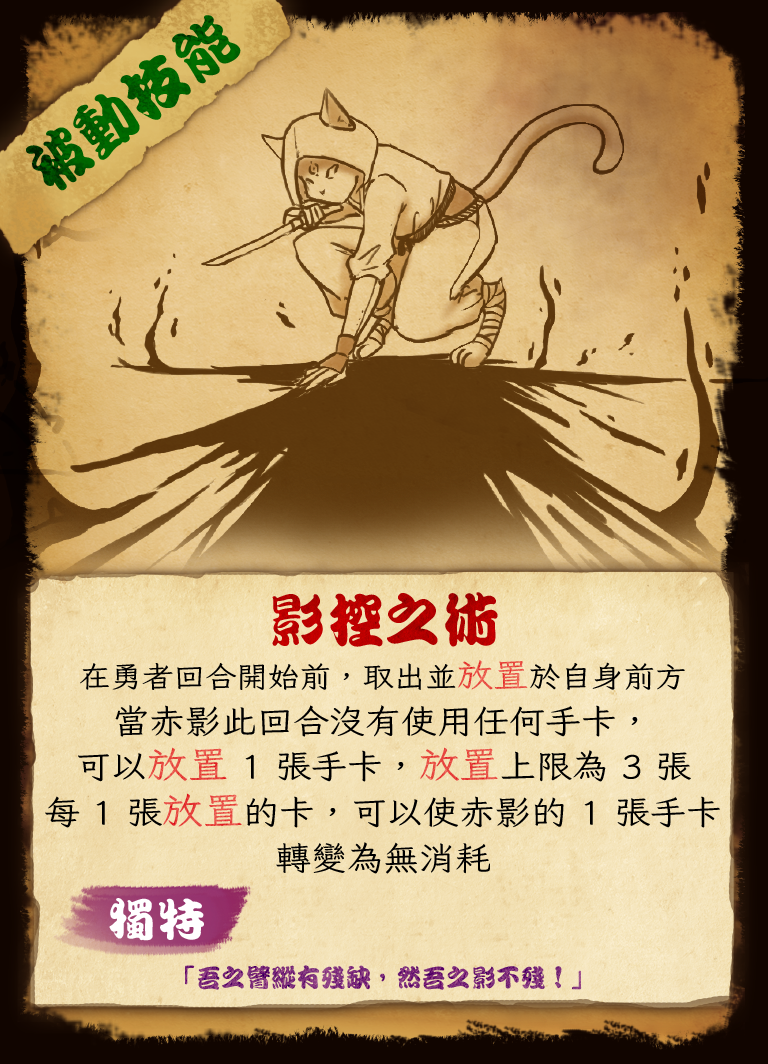 被動技能
影控之術
在勇者回合開始前，取出並放置於自身前方
當赤影此回合沒有使用任何手卡，
可以放置 1 張手卡，放置上限為 3 張
每 1 張放置的卡，可以使赤影的 1 張手卡
轉變為無消耗
獨特
「吾之臂縱有殘缺，然吾之影不殘！」